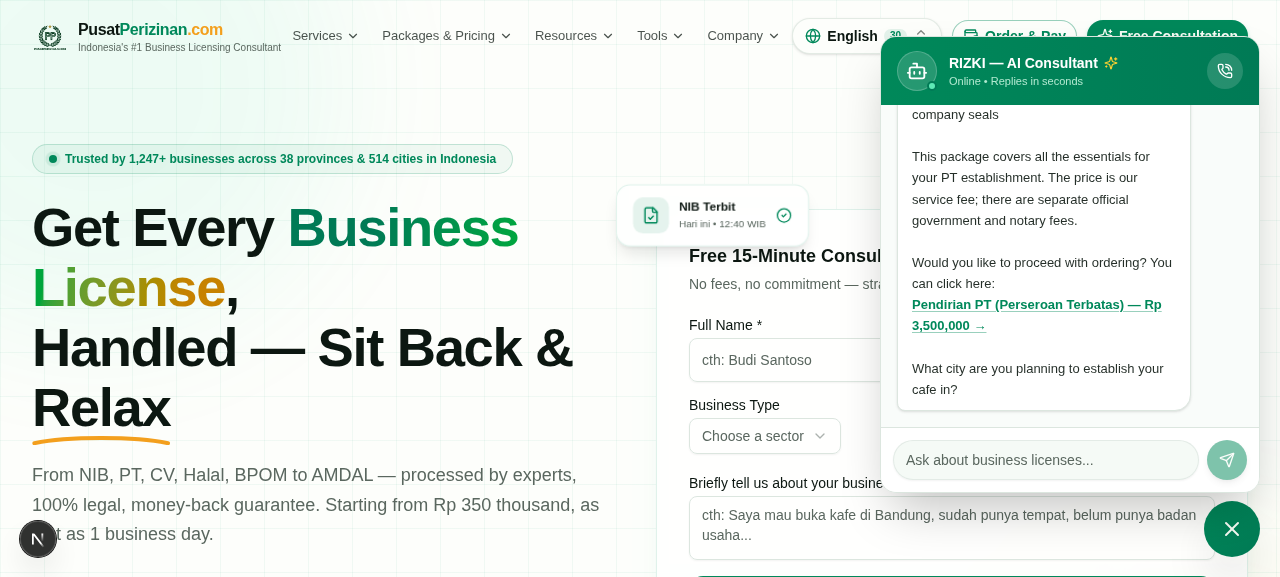 PusatPerizinan.com
Indonesia's #1 Business Licensing Consultant
Services
Packages & Pricing
Resources
Tools
Company
English 30
Order & Pay
Free Consultation
Trusted by 1,247+ businesses across 38 provinces & 514 cities in Indonesia
Get Every Business
License,
Handled — Sit Back &
Relax
From NIB, PT, CV, Halal, BPOM to AMDAL — processed by experts,
100% legal, money-back guarantee. Starting from Rp 350 thousand, as
as 1 business day.
NIB Terbit
Hari ini • 12:40 WIB
Free 15-Minute
No fees, no commitment —
Full Name *
cth: Budi Santoso
Business Type
Choose a sector
Briefly tell us about your
cth: Saya mau buka kafe di Bandung, sudah punya tempat, belum punya badan
usaha...
RIZKI — AI Consultant
Online • Replies in seconds
company seals
This package covers all the essentials for
your PT establishment. The price is our
service fee; there are separate official
government and notary fees.
Would you like to proceed with ordering? You
can click here:
Pendirian PT (Perseroan Terbatas) — Rp
3,500,000 →
What city are you planning to establish your
cafe in?
Ask about business licenses...